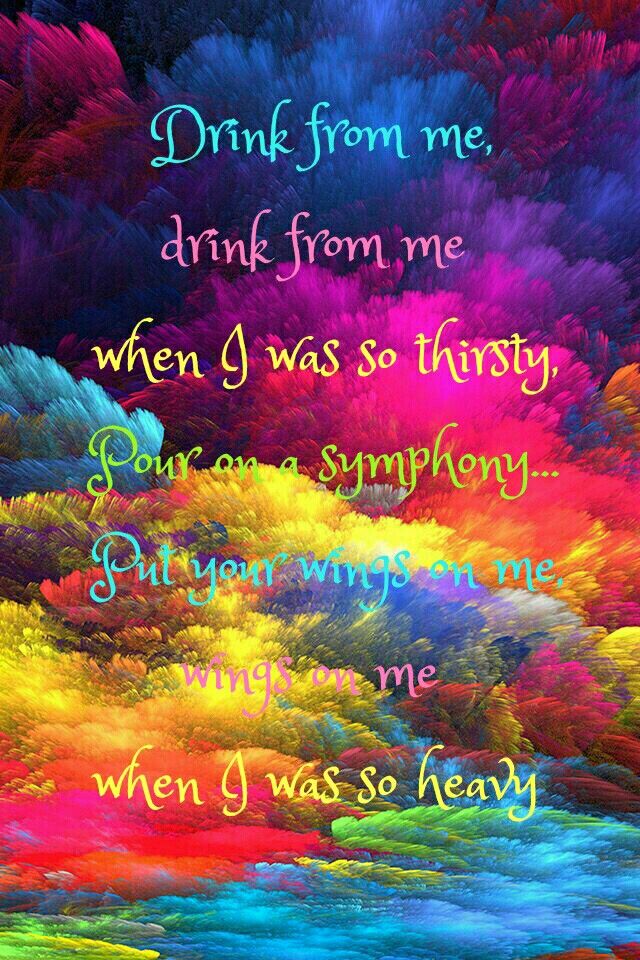 Drink from me,
drink from me
when I was so thirsty,
Pour on a symphony...
Put your wings on me,
wings on me
when I was so heavy